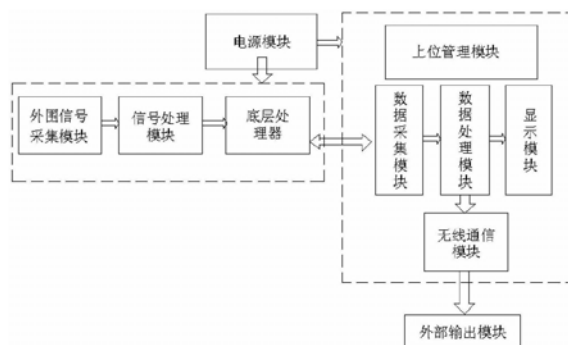 电源模块
上位管理模块
外围信号
采集模块
信号处理
模块
底层处
理器
数据采集模块
数据处理模块
显示模块
无线通信
模块
外部输出模块